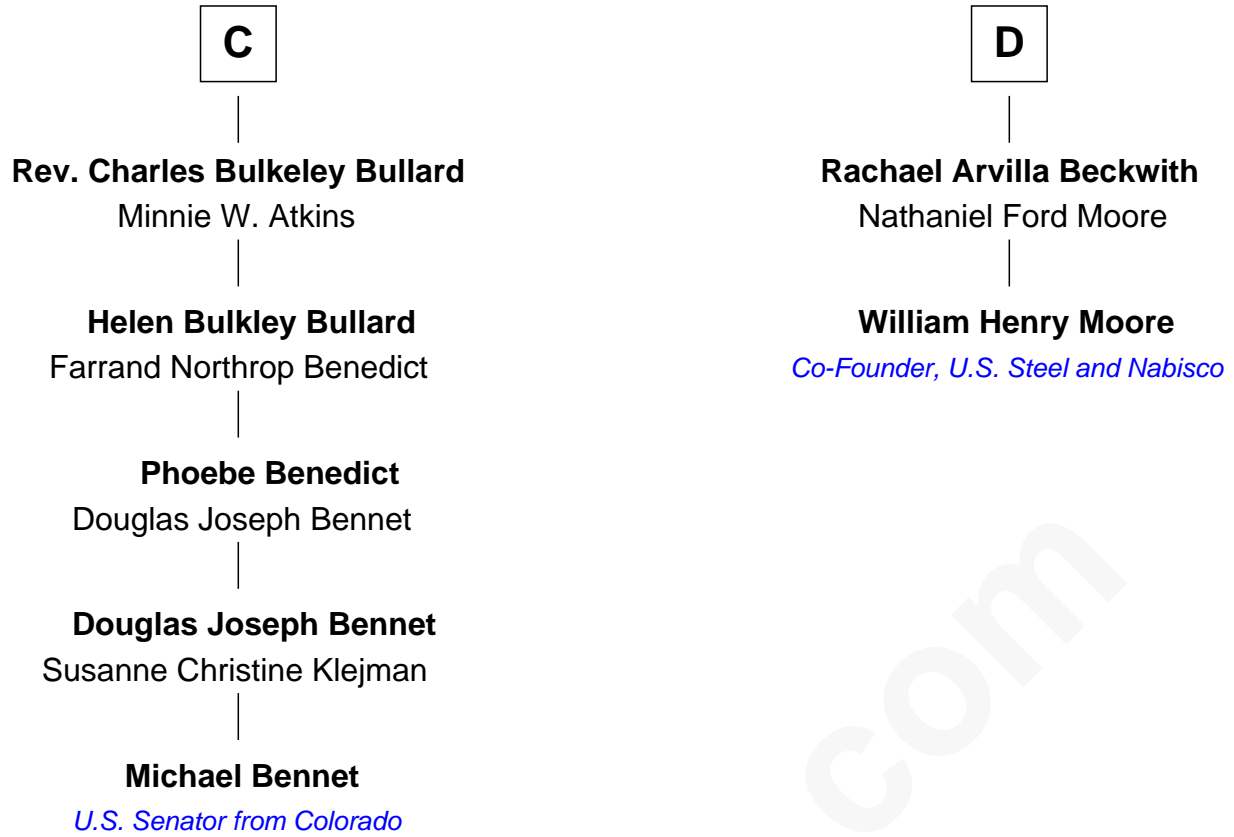 C
Rev. Charles Bulkeley Bullard
Minnie W. Atkins
Helen Bulkley Bullard
Farrand Northrop Benedict
Phoebe Benedict
Douglas Joseph Bennet
Douglas Joseph Bennet
Susanne Christine Klejman
Michael Bennet
U.S. Senator from Colorado
D
Rachael Arvilla Beckwith
Nathaniel Ford Moore
William Henry Moore
Co-Founder, U.S. Steel and Nabisco
com